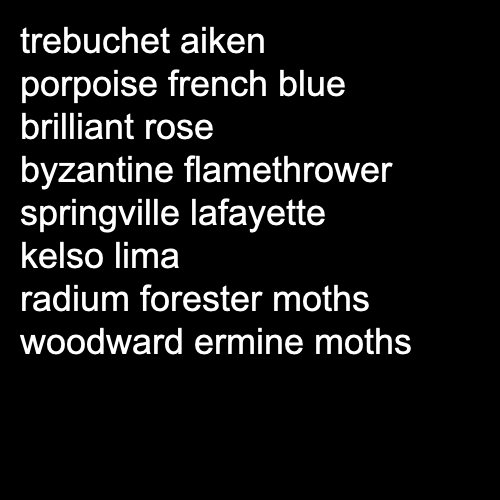 trebuchet aiken
porpoise french blue
brilliant rose
byzantine flamethrower
springville lafayette
kelso lima
radium forester moths
woodward ermine moths